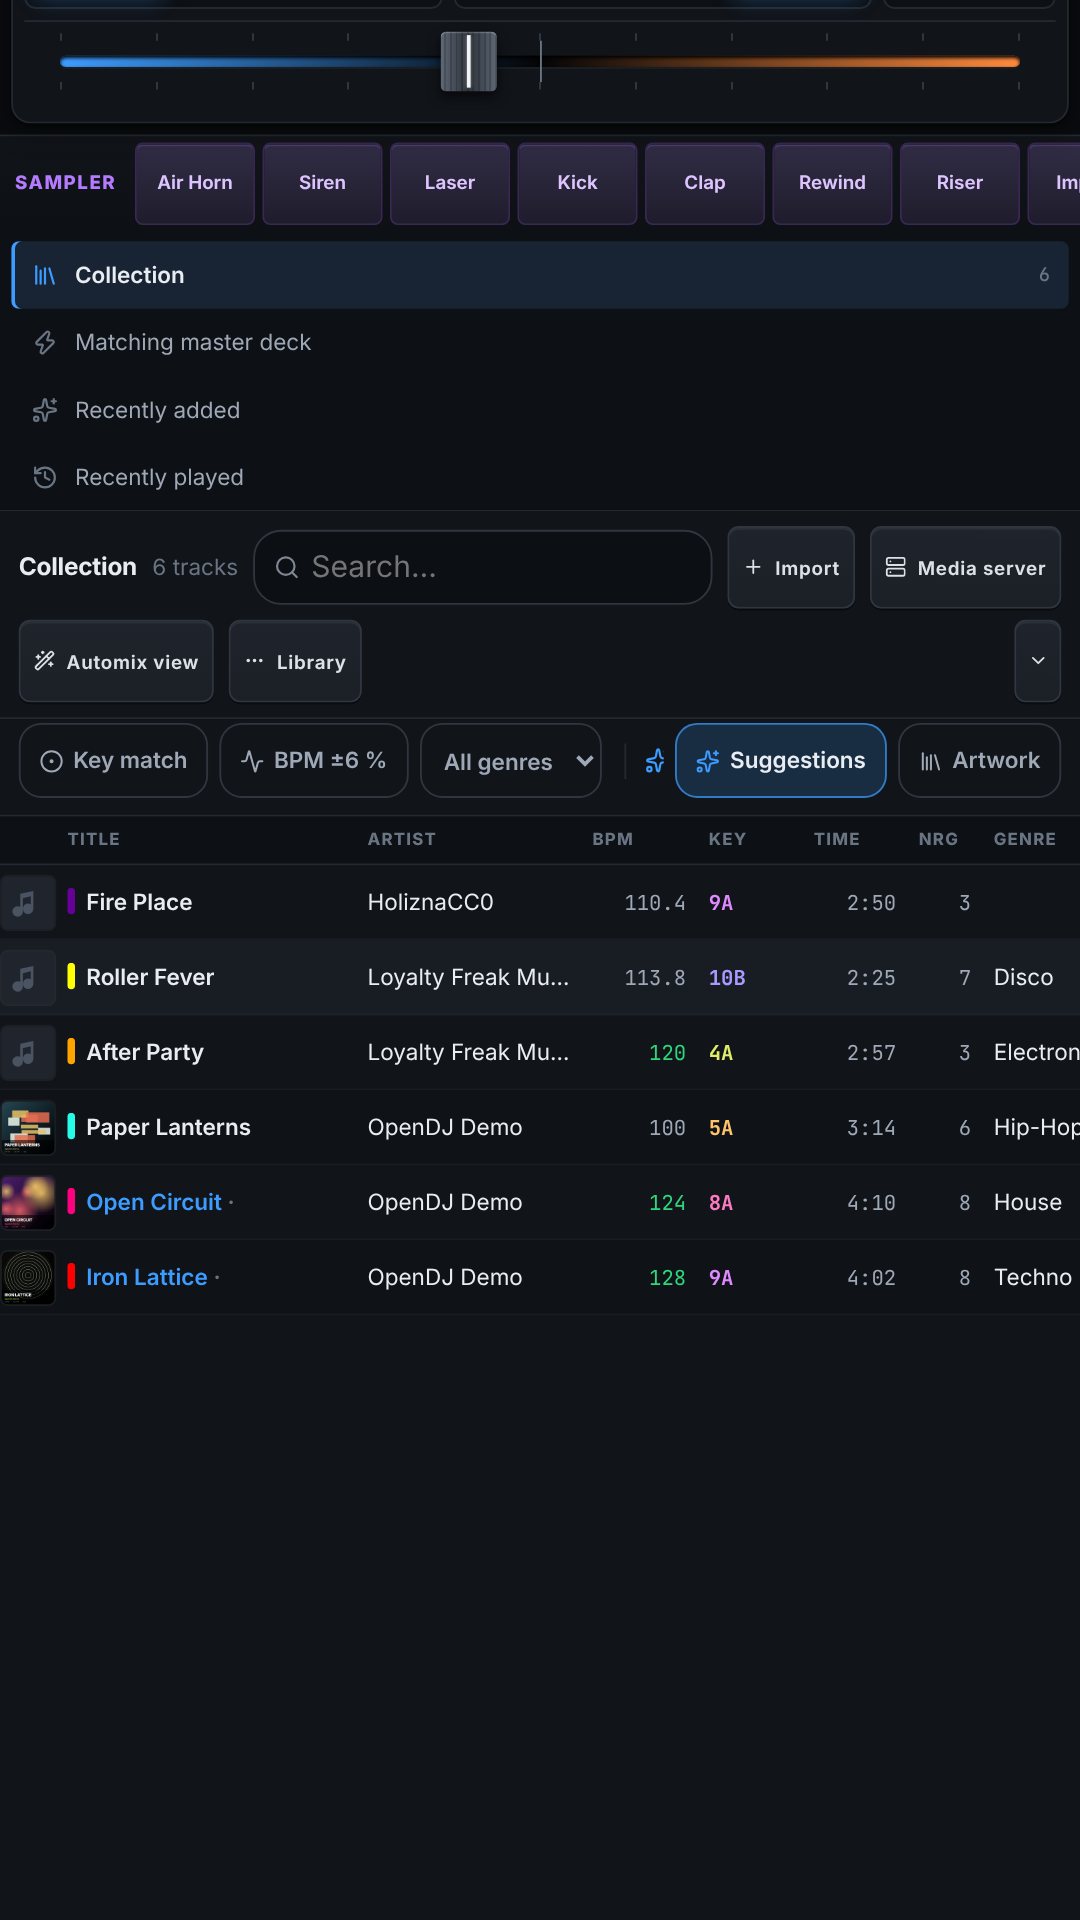 SAMPLER Air Horn Siren Laser Kick Clap Rewind Riser
Collection 6
Matching master deck
Recently added
Recently played
Collection 6 tracks Search... Import Media server
Automix view Library
Key match BPM ±6 % All genres Suggestions Artwork
TITLE ARTIST BPM KEY TIME NRG GENRE
Fire Place HoliznaCC0 110.4 9A 2:50 3
Roller Fever Loyalty Freak Mu... 113.8 10B 2:25 7 Disco
After Party Loyalty Freak Mu... 120 4A 2:57 3 Electron
Paper Lanterns OpenDJ Demo 100 5A 3:14 6 Hip-Hop
Open Circuit · OpenDJ Demo 124 8A 4:10 8 House
Iron Lattice · OpenDJ Demo 128 9A 4:02 8 Techno